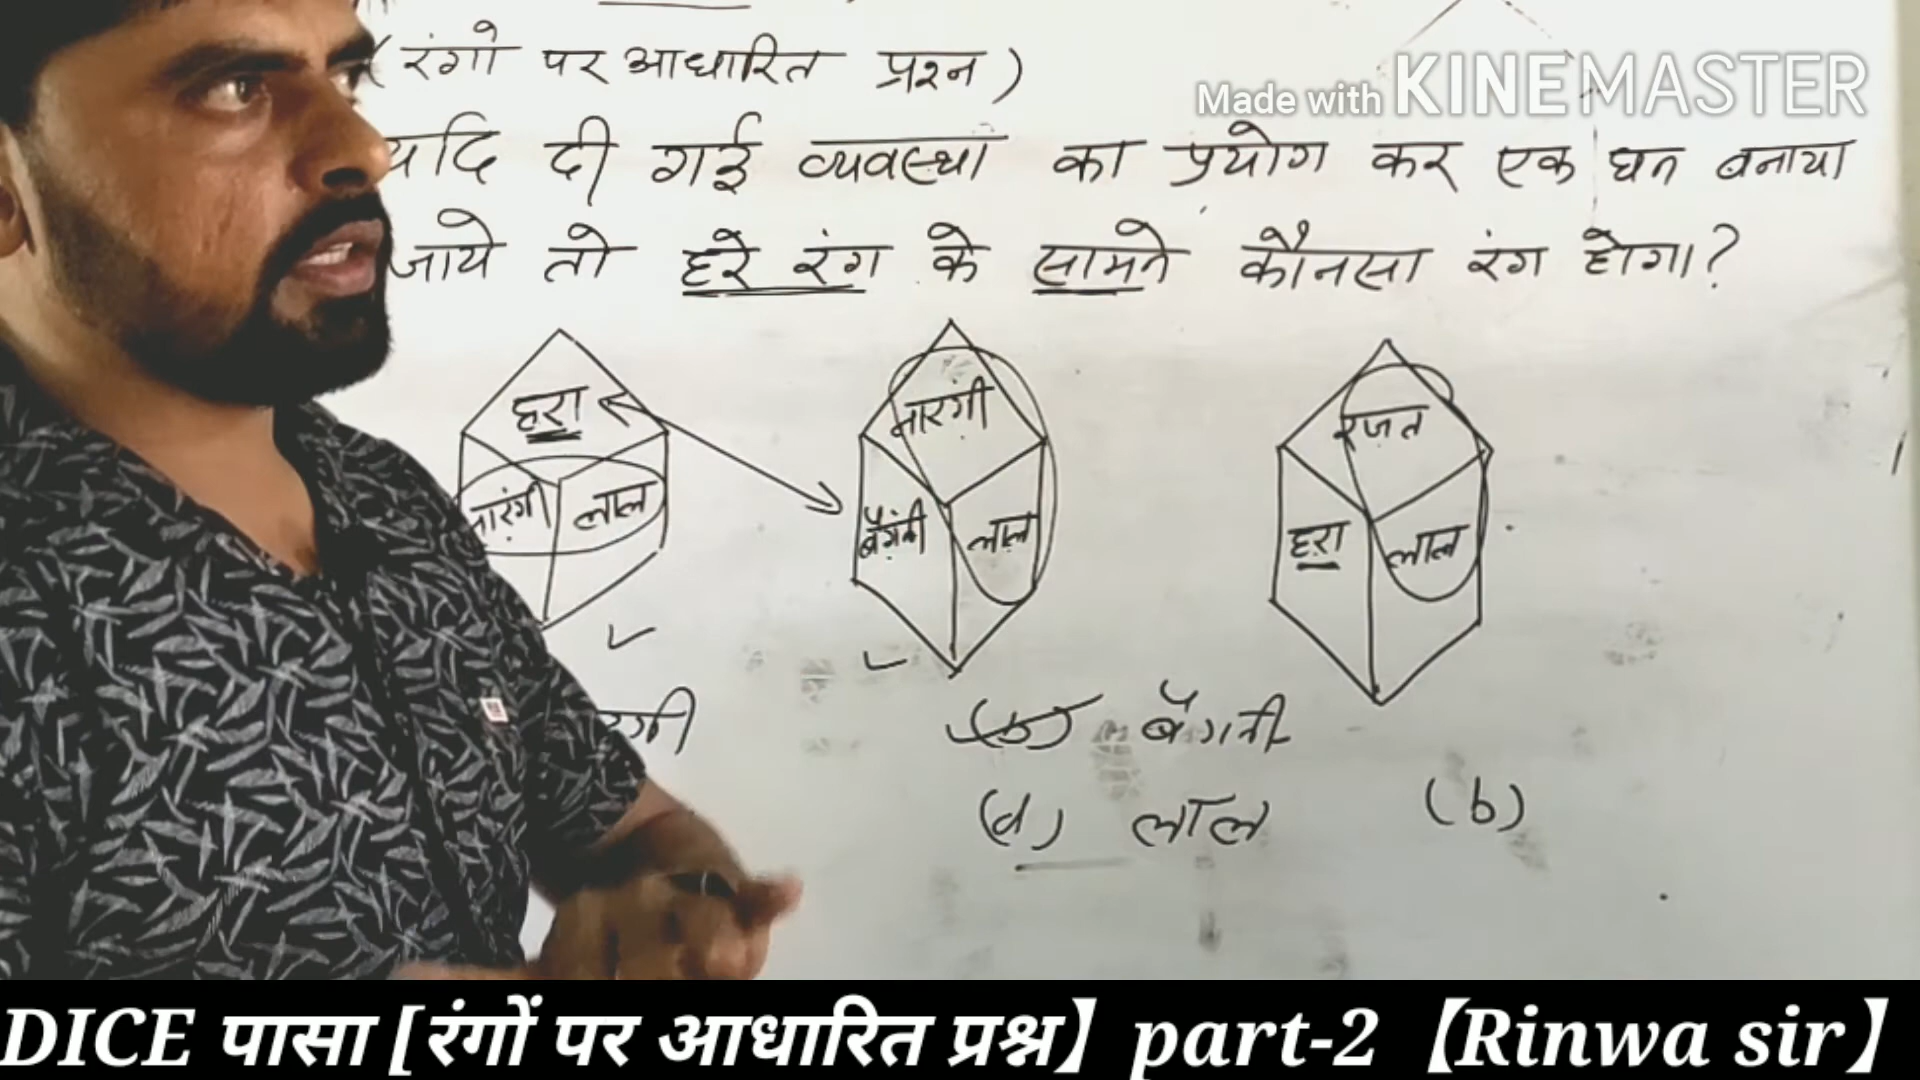 (रंगो पर आधारित प्रश्न)
Made with KINEMASTER
यदि दी गई व्यवस्था का प्रयोग कर एक घन बनाया
जाये तो हरे रंग के सामने कौनसा रंग होगा?
हरा
नारंगी लाल
नारंगी
बैंगनी लाल
रजत
हरा लाल
बैंगनी
(d) लाल (b)
DICE पासा [रंगों पर आधारित प्रश्न】 part-2【Rinwa sir】